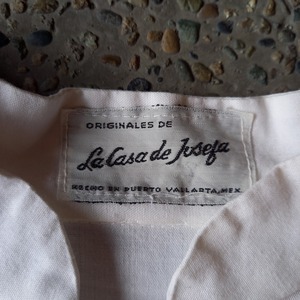 ORIGINALES DE
La Casa de Josefa
HECHO EN PUERTO VALLARTA, MEX.